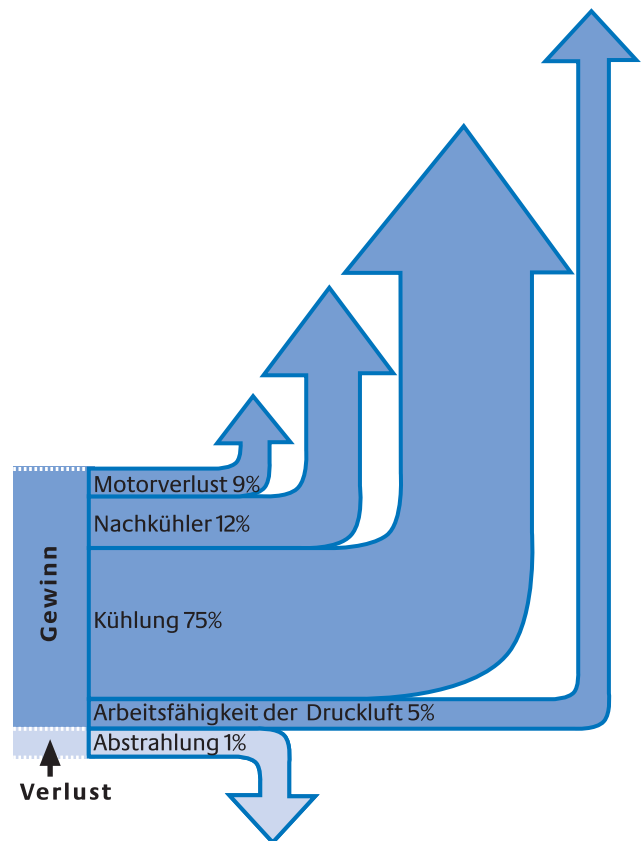 Motorverlust 9%
Nachkühler 12%
Gewinn
Kühlung 75%
Arbeitsfähigkeit der Druckluft 5%
Abstrahlung 1%
Verlust